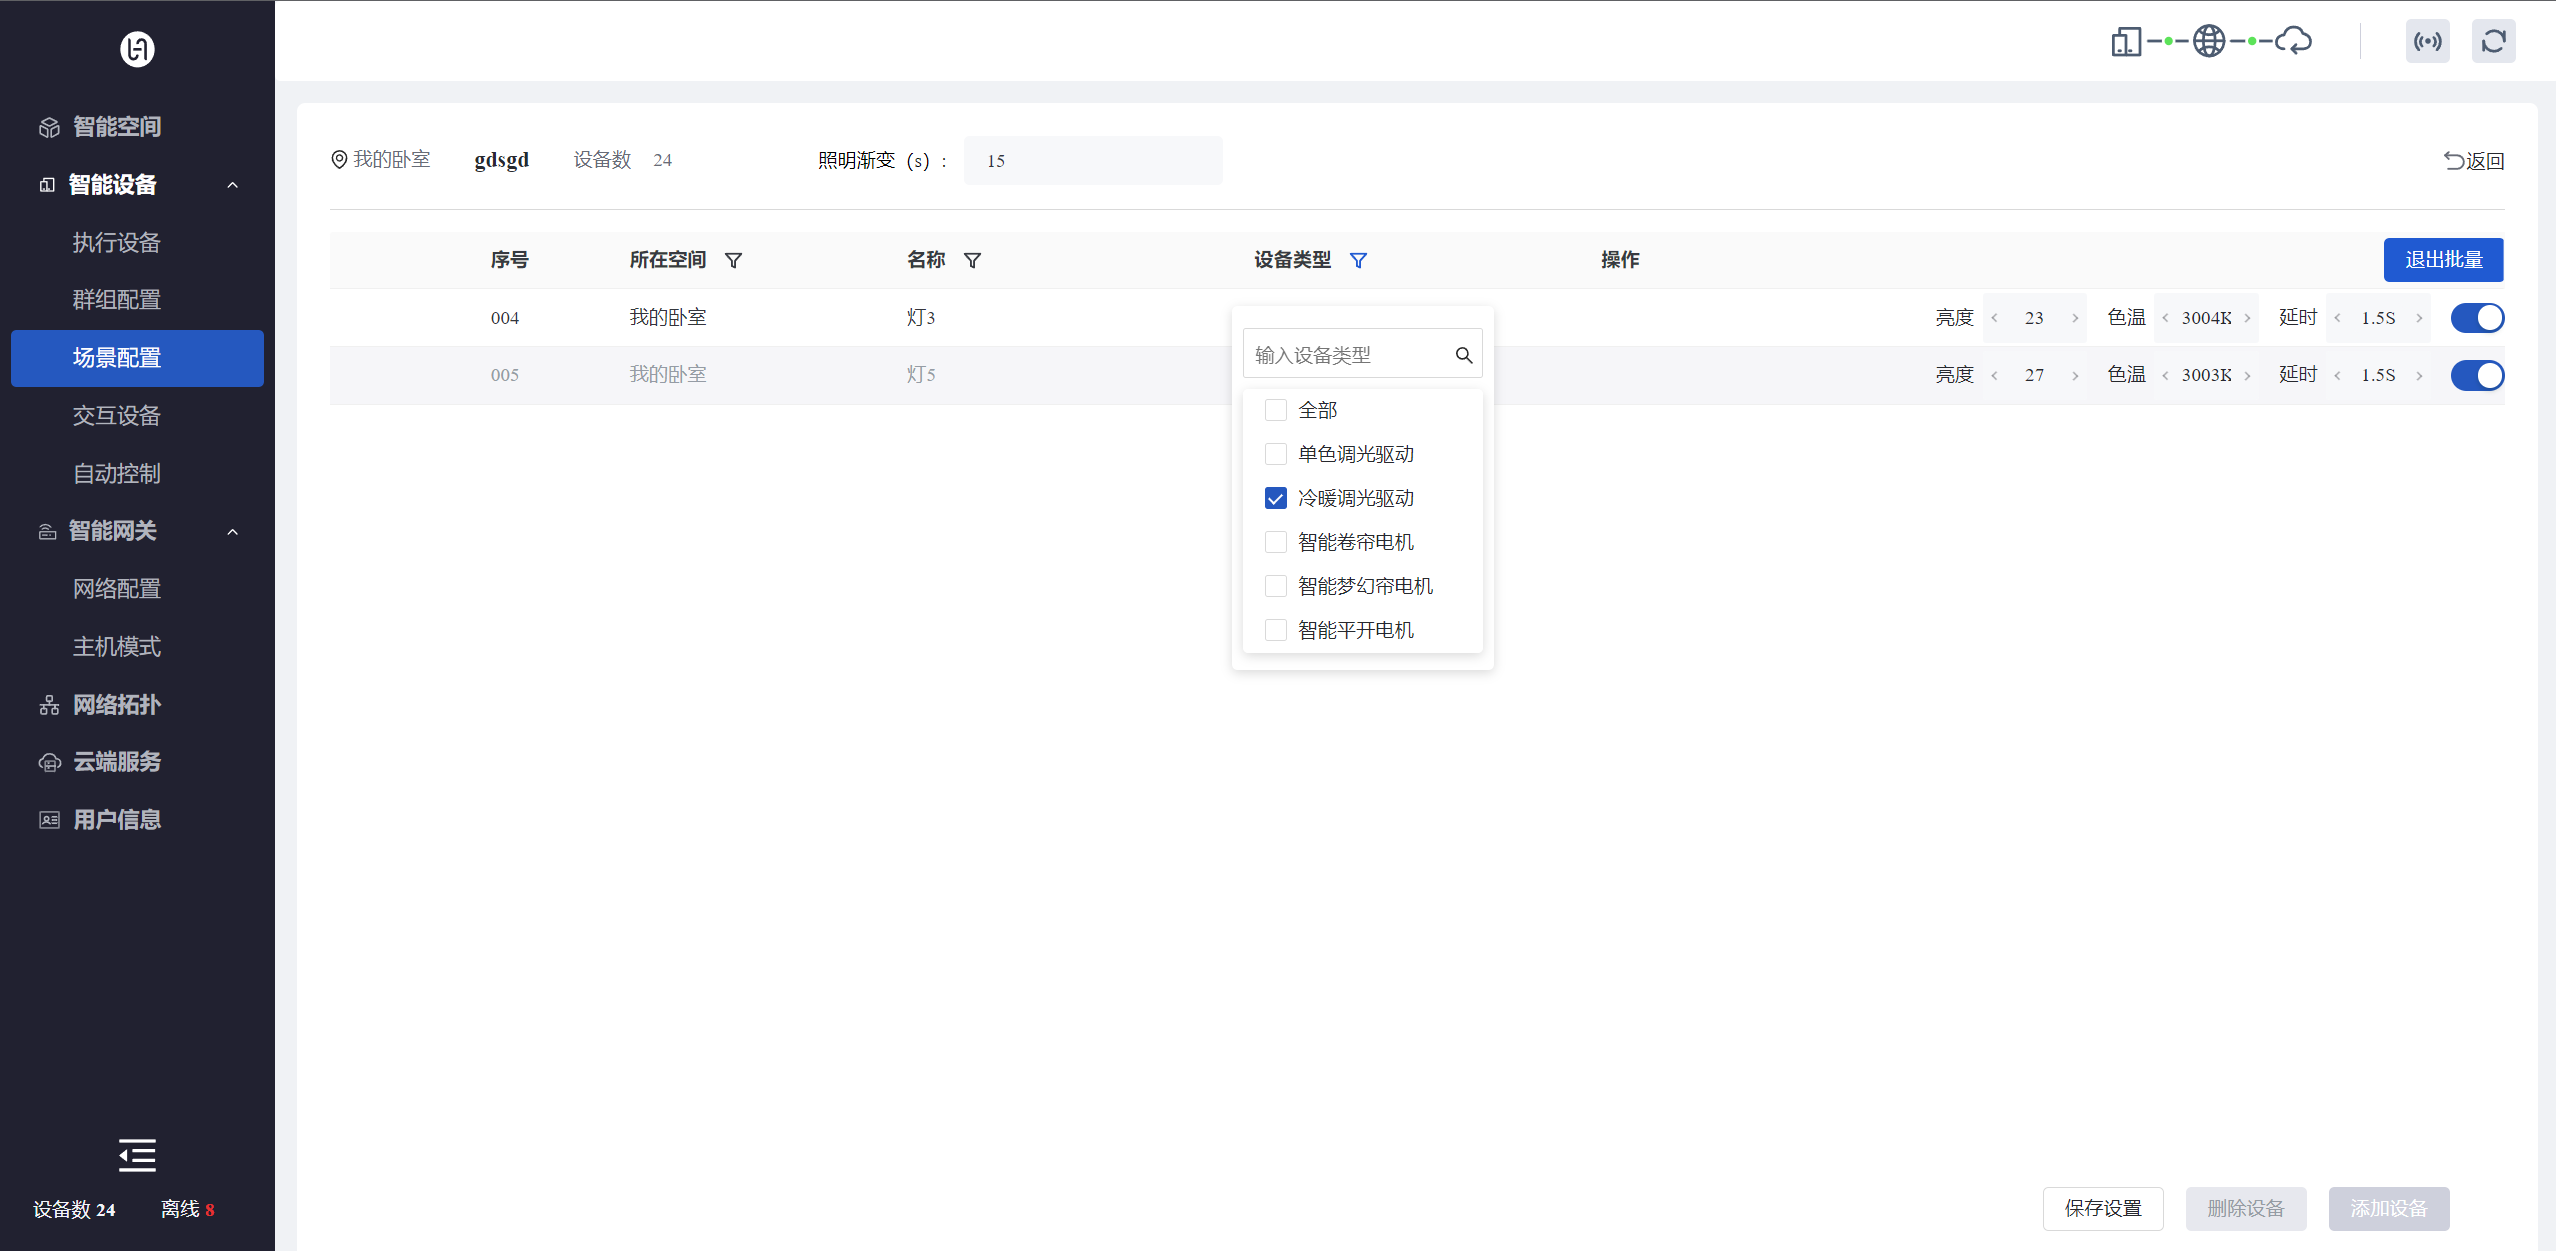 智能空间
智能设备
执行设备
群组配置
场景配置
交互设备
自动控制
智能网关
网络配置
主机模式
网络拓扑
云端服务
用户信息
设备数 24 离线 8
我的卧室 gdsgd 设备数 24 照明渐变（s）: 15 返回
序号 所在空间 名称 设备类型 操作 退出批量
004 我的卧室 灯3 亮度 23 色温 3004K 延时 1.5S
005 我的卧室 灯5 亮度 27 色温 3003K 延时 1.5S
输入设备类型
全部
单色调光驱动
冷暖调光驱动
智能卷帘电机
智能梦幻帘电机
智能平开电机
保存设置 删除设备 添加设备